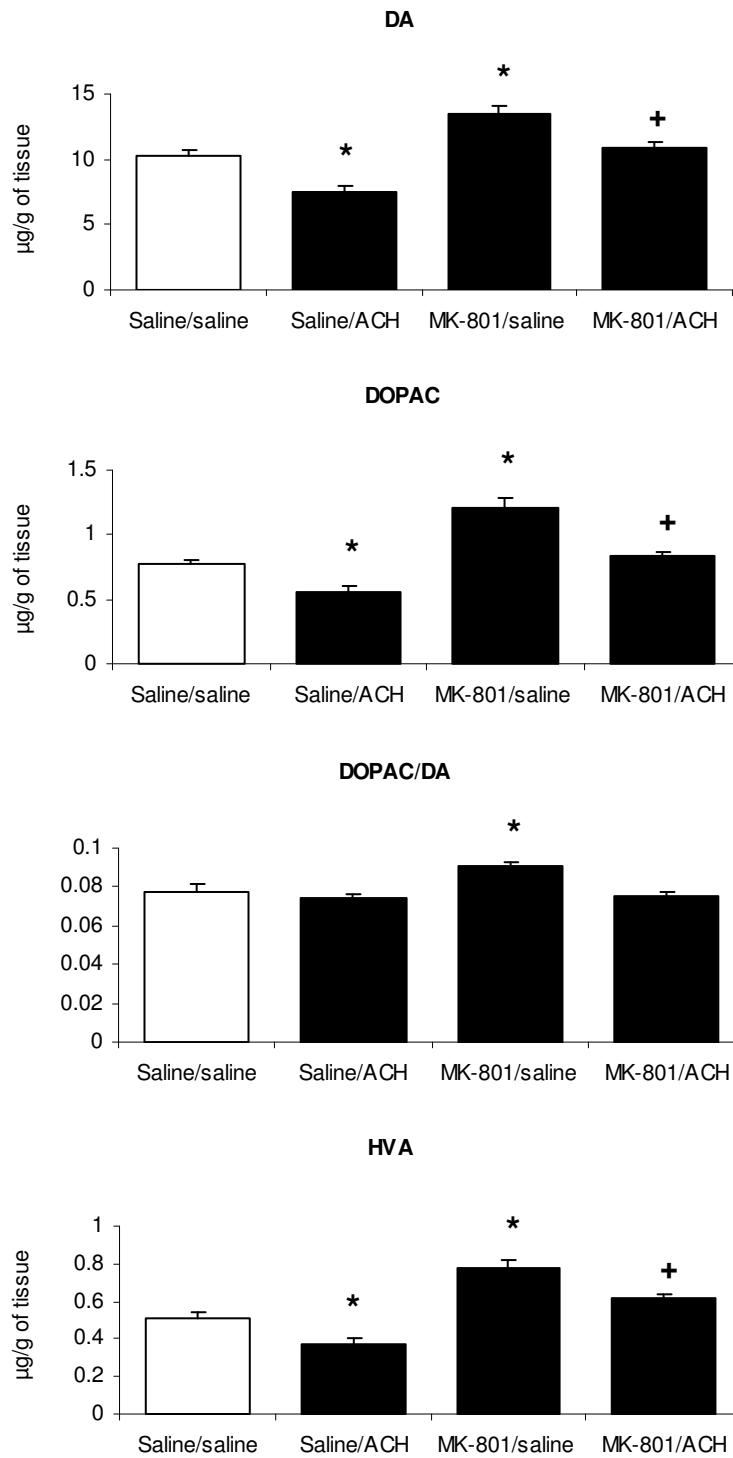 DA
*
*
+
15
10
5
0
µg/g of tissue
Saline/saline Saline/ACH MK-801/saline MK-801/ACH
DOPAC
*
*
+
1.5
1
0.5
0
µg/g of tissue
Saline/saline Saline/ACH MK-801/saline MK-801/ACH
DOPAC/DA
*
0.1
0.08
0.06
0.04
0.02
0
Saline/saline Saline/ACH MK-801/saline MK-801/ACH
HVA
*
*
+
1
0.8
0.6
0.4
0.2
0
µg/g of tissue
Saline/saline Saline/ACH MK-801/saline MK-801/ACH